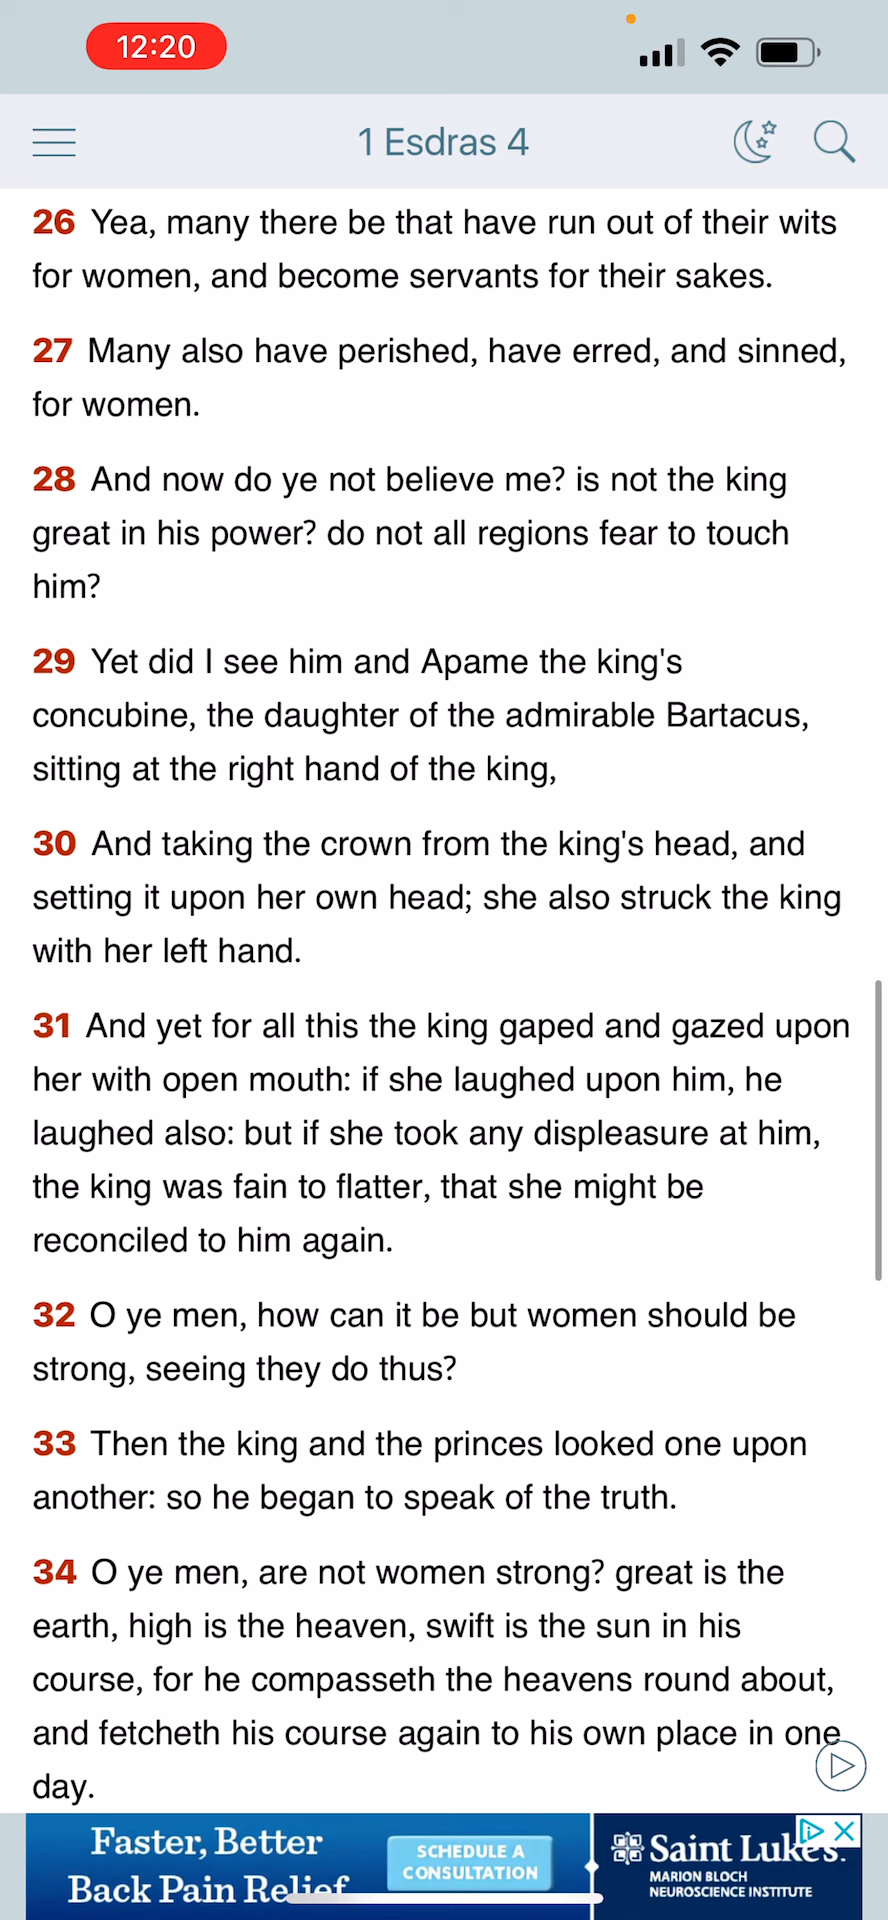 12:20
1 Esdras 4
26 Yea, many there be that have run out of their wits
for women, and become servants for their sakes.
27 Many also have perished, have erred, and sinned,
for women.
28 And now do ye not believe me? is not the king
great in his power? do not all regions fear to touch
him?
29 Yet did I see him and Apame the king's
concubine, the daughter of the admirable Bartacus,
sitting at the right hand of the king,
30 And taking the crown from the king's head, and
setting it upon her own head; she also struck the king
with her left hand.
31 And yet for all this the king gaped and gazed upon
her with open mouth: if she laughed upon him, he
laughed also: but if she took any displeasure at him,
the king was fain to flatter, that she might be
reconciled to him again.
32 O ye men, how can it be but women should be
strong, seeing they do thus?
33 Then the king and the princes looked one upon
another: so he began to speak of the truth.
34 O ye men, are not women strong? great is the
earth, high is the heaven, swift is the sun in his
course, for he compasseth the heavens round about,
and fetcheth his course again to his own place in one
day.
Faster, Better
Back Pain Relief
SCHEDULE A
CONSULTATION
Saint Luke's.
MARION BLOCH
NEUROSCIENCE INSTITUTE